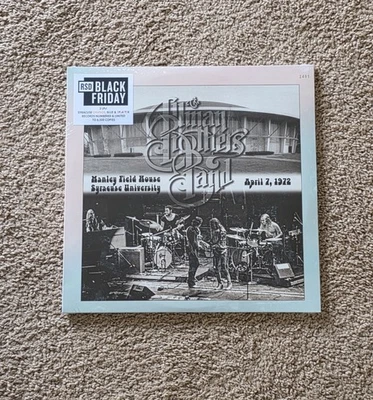 RSD
BLACK
FRIDAY
The
Allman
Brothers
Band
Manley Field House
Syracuse University
April 7, 1972